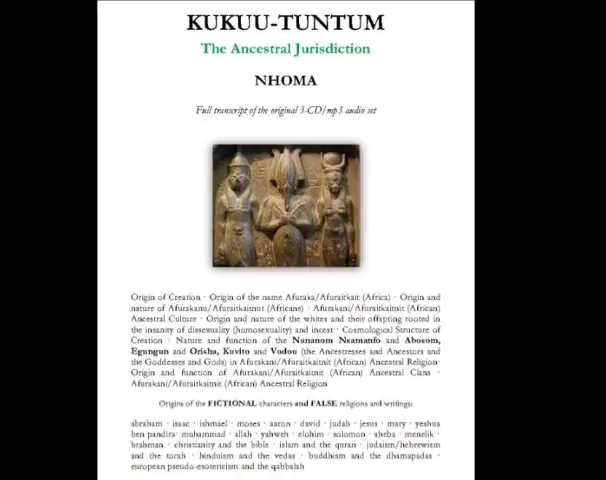 KUKUU-TUNTUM
The Ancestral Jurisdiction
NHOMA
Full transcript of the original 3-CD/mp3 audio set
Origin of Creation · Origin of the name Afuraka/Afuraitkait (Africa) · Origin and
nature of Afurakanu/Afuraitkaitnut (Africans) · Afurakani/Afuraitkaitnit (African)
Ancestral Culture · Origin and nature of the whites and their offspring rooted in
the insanity of dissexuality (homosexuality) and incest · Cosmological Structure of
Creation · Nature and function of the Nananom Nsamanfo and Abosom,
Egungun and Orisha, Kuvito and Vodou (the Ancestresses and Ancestors and
the Goddesses and Gods) in Afurakani/Afuraitkaitnit (African) Ancestral Religion·
Origin and function of Afurakani/Afuraitkaitnit (African) Ancestral Clans ·
Afurakani/Afuraitkaitnit (African) Ancestral Religion
Origins of the FICTIONAL characters and FALSE religions and writings:
abraham · isaac · ishmael · moses · aaron · david · judah · jesus · mary · yeshua
ben pandira· muhammad · allah · yahweh · elohim · solomon · sheba · menelik ·
brahman · christianity and the bible · islam and the quran · judaism/hebrewism
and the torah · hinduism and the vedas · buddhism and the dhamapadas ·
european pseudo-esotericism and the qabbalah